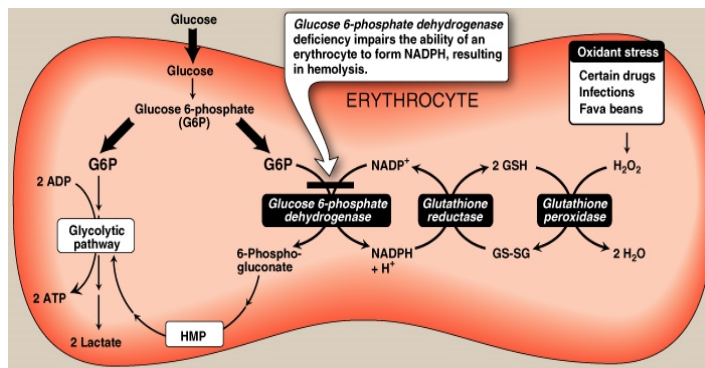 Glucose
Glucose
Glucose 6-phosphate
(G6P)
Glucose 6-phosphate dehydrogenase
deficiency impairs the ability of an
erythrocyte to form NADPH, resulting
in hemolysis.
ERYTHROCYTE
Oxidant stress
Certain drugs
Infections
Fava beans
G6P
2 ADP
Glycolytic
pathway
2 ATP
2 Lactate
G6P
NADP+
2 GSH
H2O2
Glucose 6-phosphate
dehydrogenase
Glutathione
reductase
Glutathione
peroxidase
6-Phospho-
gluconate
NADPH
+ H+
GS-SG
2 H2O
HMP